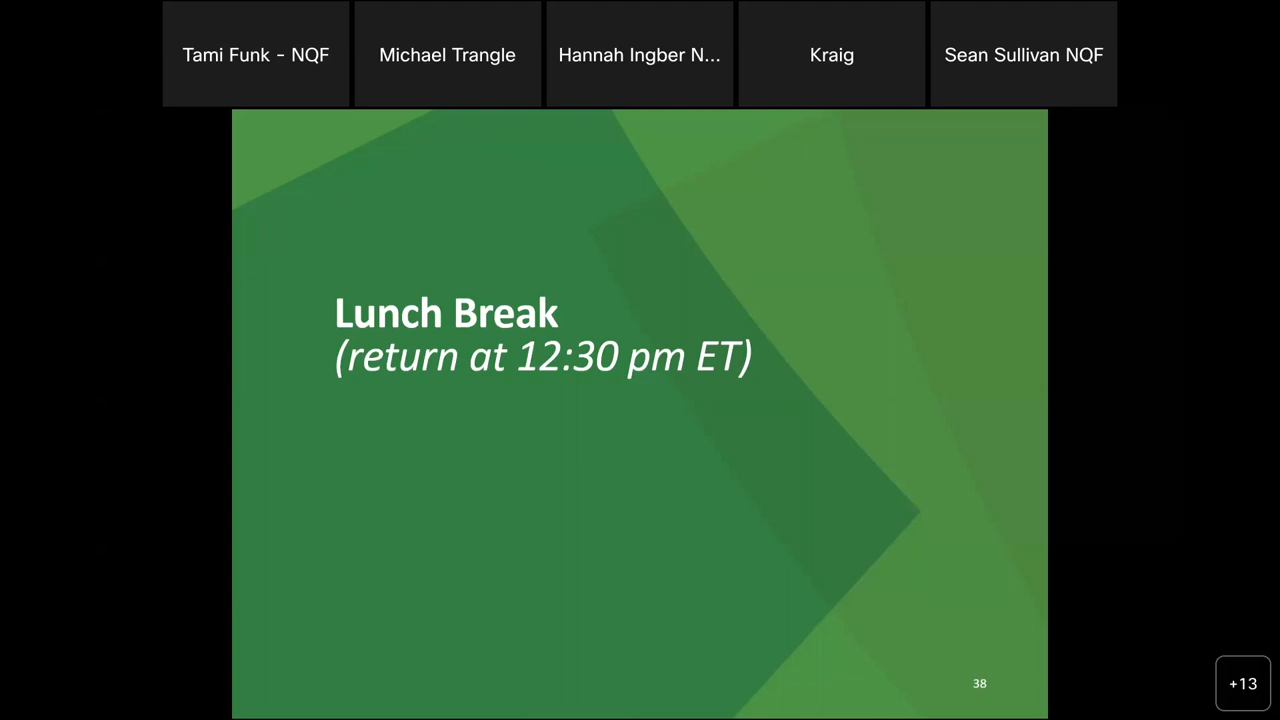 Tami Funk - NQF
Michael Trangle
Hannah Ingber N...
Kraig
Sean Sullivan NQF
Lunch Break
(return at 12:30 pm ET)
38
+13